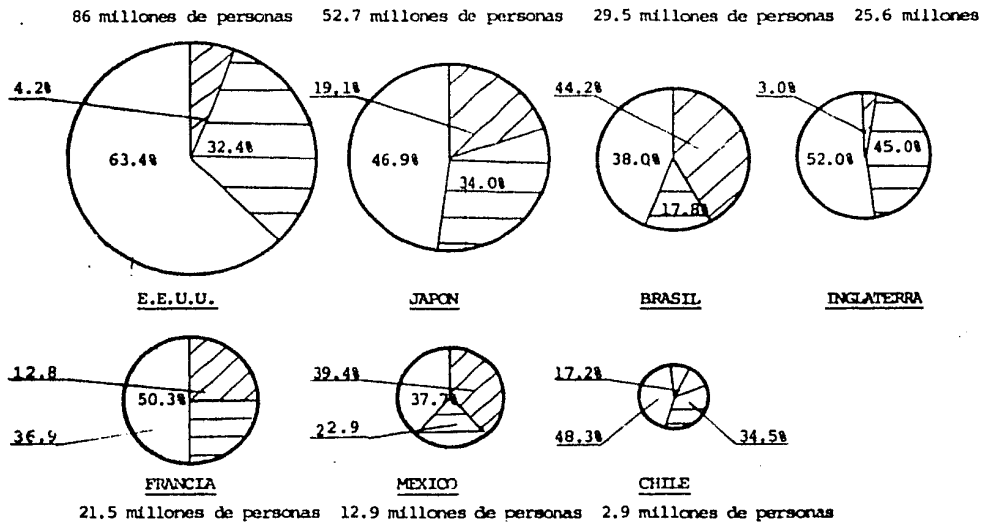 86 millones de personas 52.7 millones de personas 29.5 millones de personas 25.6 millones
4.2% 19,1% 44,2% 3.0%
63.4% 32.4% 46.9% 34.0% 38.0% 17.8% 52.0% 45.0%
E.E.U.U. JAPON BRASIL INGLATERRA
12.8 39.4% 17.2%
50.3% 37.7%
36.9 22.9 48.3% 34.5%
FRANCIA MEXICO CHILE
21.5 millones de personas 12.9 millones de personas 2.9 millones de personas